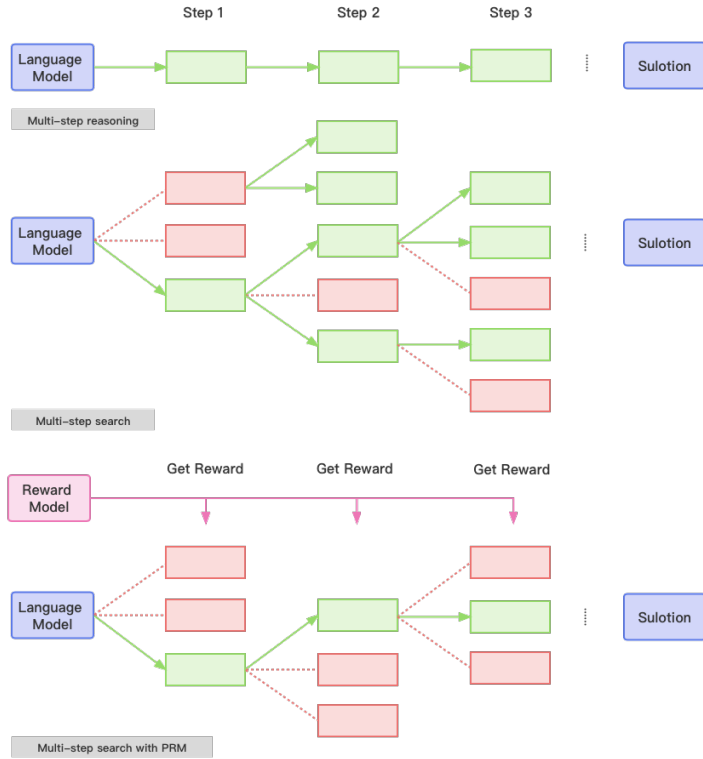 Step 1
Step 2
Step 3
Language
Model
Sulotion
Multi-step reasoning
Language
Model
Sulotion
Multi-step search
Get Reward
Get Reward
Get Reward
Reward
Model
Language
Model
Sulotion
Multi-step search with PRM